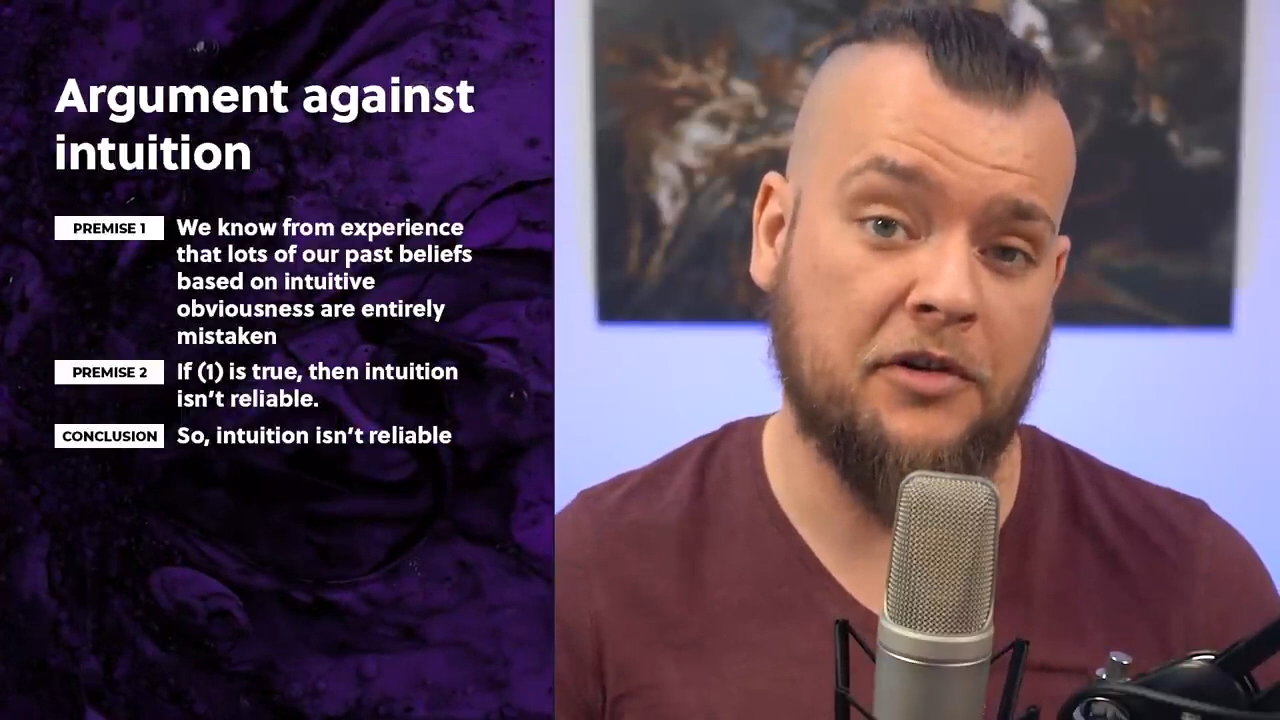 Argument against
intuition
PREMISE 1
We know from experience
that lots of our past beliefs
based on intuitive
obviousness are entirely
mistaken
PREMISE 2
If (1) is true, then intuition
isn’t reliable.
CONCLUSION
So, intuition isn’t reliable